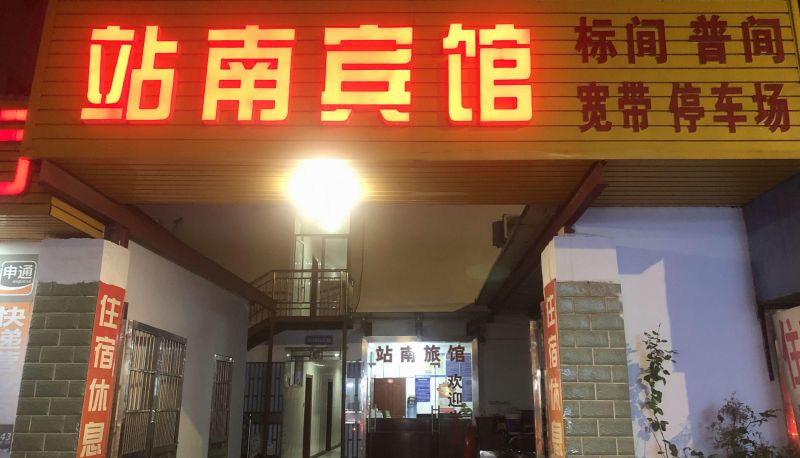 站南宾馆
标间 普间
宽带 停车场
申通
快递
住宿休息
站南旅馆
欢迎
住宿休息
住